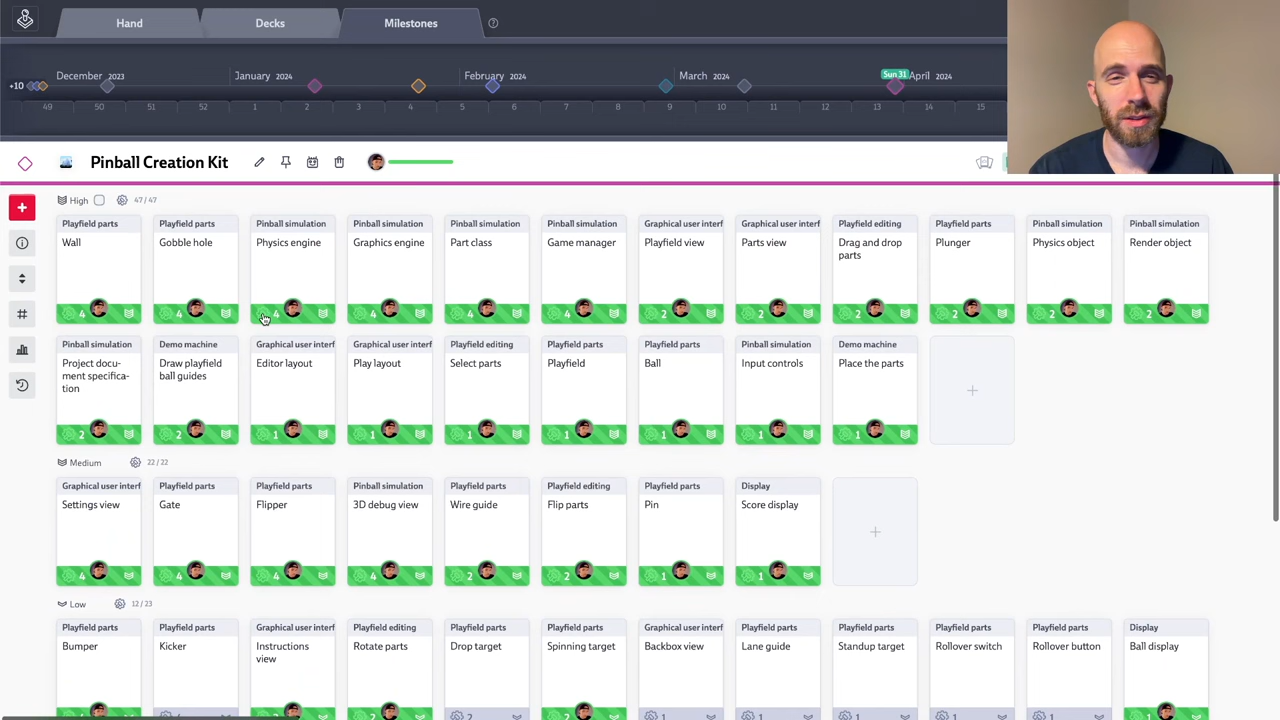 Hand
Decks
Milestones
+10
December 2023
January 2024
February 2024
March 2024
Sun 31
April 2024
49 50 51 52 1 2 3 4 5 6 7 8 9 10 11 12 13 14 15
Pinball Creation Kit
High 47/47
Playfield parts
Wall
4
Playfield parts
Gobble hole
4
Pinball simulation
Physics engine
4
Pinball simulation
Graphics engine
4
Pinball simulation
Part class
4
Pinball simulation
Game manager
4
Graphical user interf
Playfield view
2
Graphical user interf
Parts view
2
Playfield editing
Drag and drop
parts
2
Playfield parts
Plunger
2
Pinball simulation
Physics object
2
Pinball simulation
Render object
2
Pinball simulation
Project docu-
ment specifica-
tion
2
Demo machine
Draw playfield
ball guides
2
Graphical user interf
Editor layout
1
Graphical user interf
Play layout
1
Playfield editing
Select parts
1
Playfield parts
Playfield
1
Playfield parts
Ball
1
Pinball simulation
Input controls
1
Demo machine
Place the parts
1
Medium 22/22
Graphical user interf
Settings view
4
Playfield parts
Gate
4
Playfield parts
Flipper
4
Pinball simulation
3D debug view
4
Playfield parts
Wire guide
2
Playfield editing
Flip parts
2
Playfield parts
Pin
1
Display
Score display
1
Low 12/23
Playfield parts
Bumper
Playfield parts
Kicker
Graphical user interf
Instructions
view
Playfield editing
Rotate parts
Playfield parts
Drop target
Playfield parts
Spinning target
Graphical user interf
Backbox view
Playfield parts
Lane guide
Playfield parts
Standup target
Playfield parts
Rollover switch
Playfield parts
Rollover button
Display
Ball display